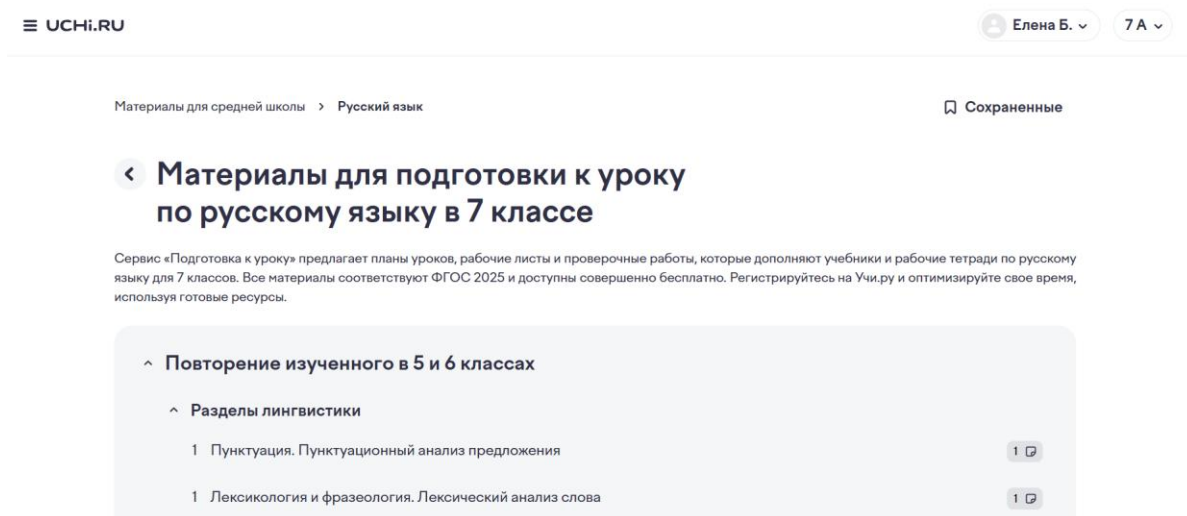 UCHi.RU
Елена Б.
7 А
Материалы для средней школы > Русский язык
Сохраненные
Материалы для подготовки к уроку
по русскому языку в 7 классе
Сервис «Подготовка к уроку» предлагает планы уроков, рабочие листы и проверочные работы, которые дополняют учебники и рабочие тетради по русскому
языку для 7 классов. Все материалы соответствуют ФГОС 2025 и доступны совершенно бесплатно. Регистрируйтесь на Учи.ру и оптимизируйте свое время,
используя готовые ресурсы.
Повторение изученного в 5 и 6 классах
Разделы лингвистики
1 Пунктуация. Пунктуационный анализ предложения 1
1 Лексикология и фразеология. Лексический анализ слова 1